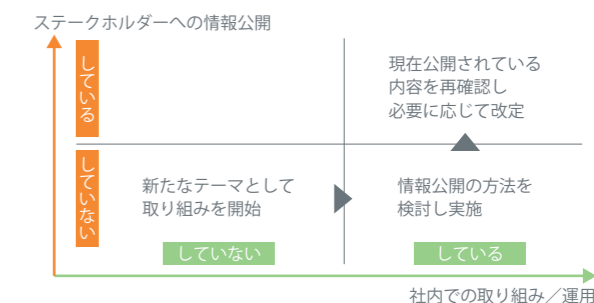 ステークホルダーへの情報公開
している
現在公開されている
内容を再確認し
必要に応じて改定
していない
新たなテーマとして
取り組みを開始
情報公開の方法を
検討し実施
していない
している
社内での取り組み／運用